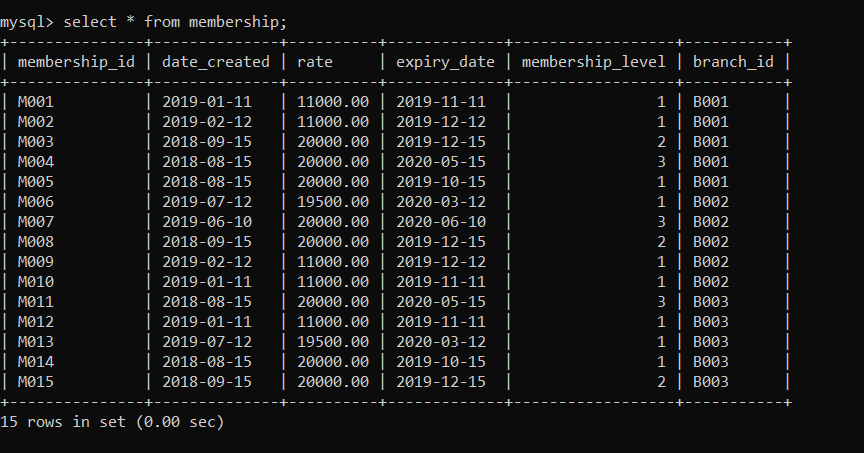 mysql> select * from membership;
+---------------+--------------+----------+-------------+------------------+-----------+
| membership_id | date_created | rate     | expiry_date | membership_level | branch_id |
+---------------+--------------+----------+-------------+------------------+-----------+
| M001          | 2019-01-11   | 11000.00 | 2019-11-11  |                1 | B001      |
| M002          | 2019-02-12   | 11000.00 | 2019-12-12  |                1 | B001      |
| M003          | 2018-09-15   | 20000.00 | 2019-12-15  |                2 | B001      |
| M004          | 2018-08-15   | 20000.00 | 2020-05-15  |                3 | B001      |
| M005          | 2018-08-15   | 20000.00 | 2019-10-15  |                1 | B001      |
| M006          | 2019-07-12   | 19500.00 | 2020-03-12  |                1 | B002      |
| M007          | 2019-06-10   | 20000.00 | 2020-06-10  |                3 | B002      |
| M008          | 2018-09-15   | 20000.00 | 2019-12-15  |                2 | B002      |
| M009          | 2019-02-12   | 11000.00 | 2019-12-12  |                1 | B002      |
| M010          | 2019-01-11   | 11000.00 | 2019-11-11  |                1 | B002      |
| M011          | 2018-08-15   | 20000.00 | 2020-05-15  |                3 | B003      |
| M012          | 2019-01-11   | 11000.00 | 2019-11-11  |                1 | B003      |
| M013          | 2019-07-12   | 19500.00 | 2020-03-12  |                1 | B003      |
| M014          | 2018-08-15   | 20000.00 | 2019-10-15  |                1 | B003      |
| M015          | 2018-09-15   | 20000.00 | 2019-12-15  |                2 | B003      |
+---------------+--------------+----------+-------------+------------------+-----------+
15 rows in set (0.00 sec)